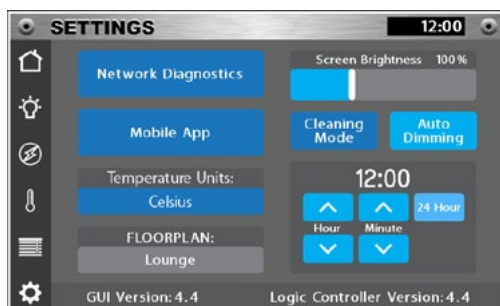 SETTINGS
12:00
Network Diagnostics
Screen Brightness 100%
Mobile App
Cleaning
Mode
Auto
Dimming
Temperature Units:
Celsius
12:00
24 Hour
Hour Minute
FLOORPLAN:
Lounge
GUI Version:4.4 Logic Controller Version:4.4